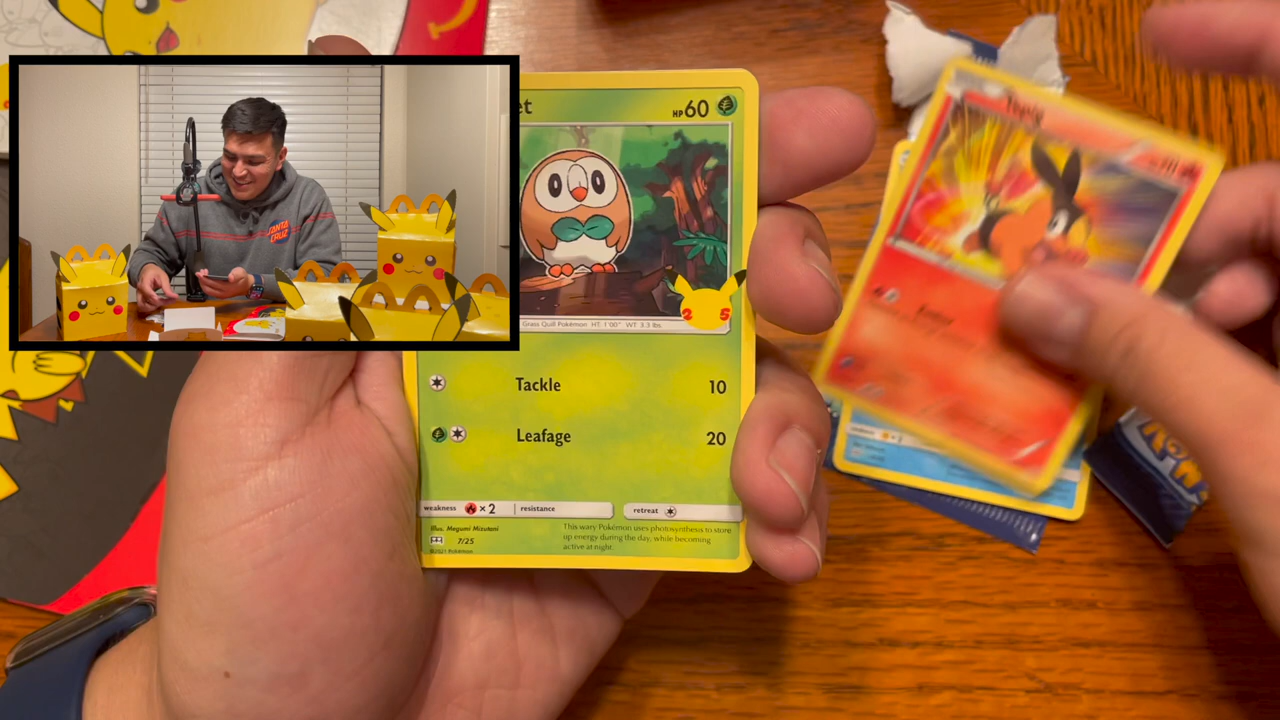 et HP60
SANTA
CRUZ
25
Grass Quill Pokémon HT: 1'00" WT: 3.3 lbs
Tackle 10
Leafage 20
weakness ×2 resistance retreat
Illus. Megumi Mizutani
7/25
©2021 Pokémon
This wary Pokémon uses photosynthesis to store
up energy during the day, while becoming
active at night.
Tepig